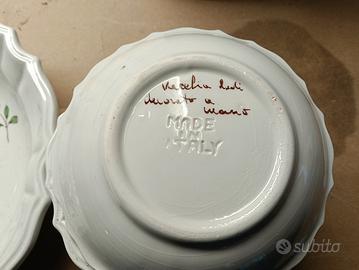 Vecchia Lodi
decorato a
mano
MADE
IN
ITALY
subito